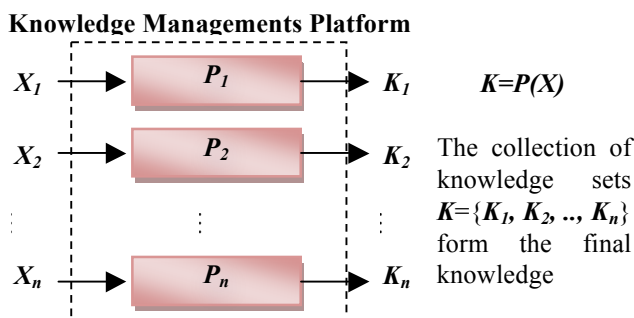 Knowledge Managements Platform
X1 P1 K1 K=P(X)
X2 P2 K2
The collection of
knowledge sets
K={K1, K2, .., Kn}
form the final
knowledge
Xn Pn Kn